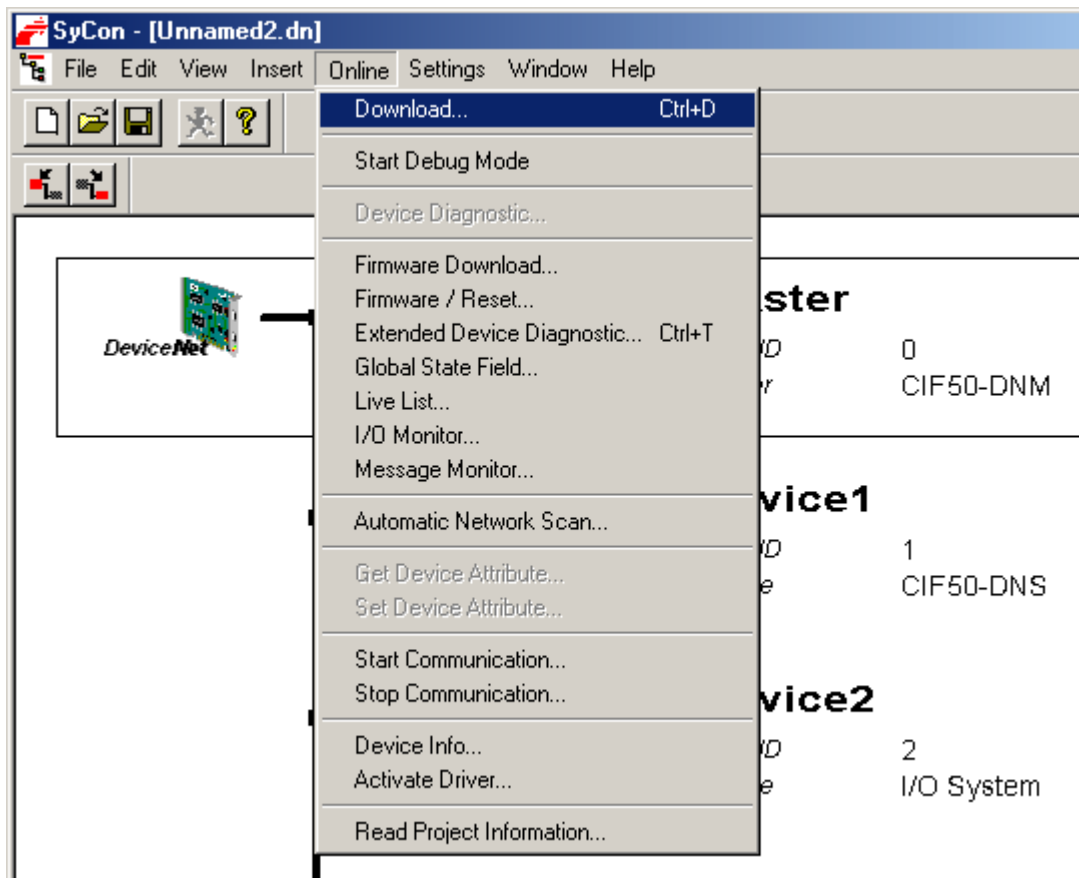 SyCon - [Unnamed2.dn]
File Edit View Insert Online Settings Window Help
Download... Ctrl+D
Start Debug Mode
Device Diagnostic...
Firmware Download...
Firmware / Reset...
Extended Device Diagnostic... Ctrl+T
Global State Field...
Live List...
I/O Monitor...
Message Monitor...
Automatic Network Scan...
Get Device Attribute...
Set Device Attribute...
Start Communication...
Stop Communication...
Device Info...
Activate Driver...
Read Project Information...
DeviceNet
ster
ID 0
r CIF50-DNM
vice1
ID 1
e CIF50-DNS
vice2
ID 2
e I/O System